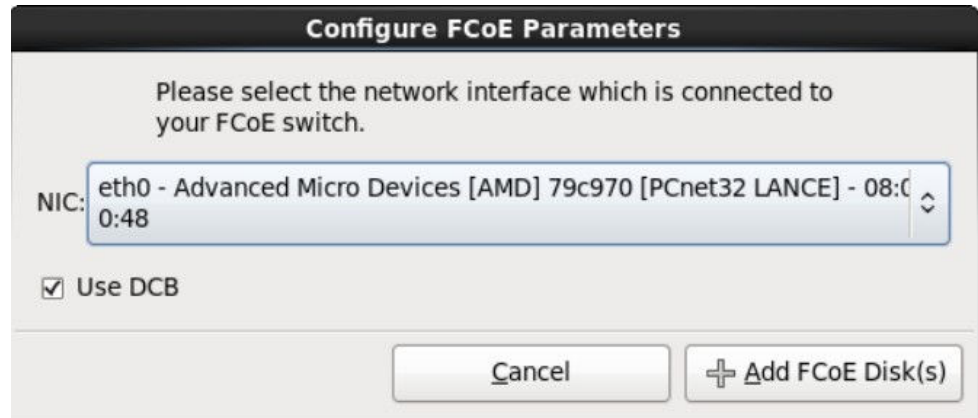 Configure FCoE Parameters
Please select the network interface which is connected to
your FCoE switch.
NIC: eth0 - Advanced Micro Devices [AMD] 79c970 [PCnet32 LANCE] - 08:0
0:48
Use DCB
Cancel Add FCoE Disk(s)